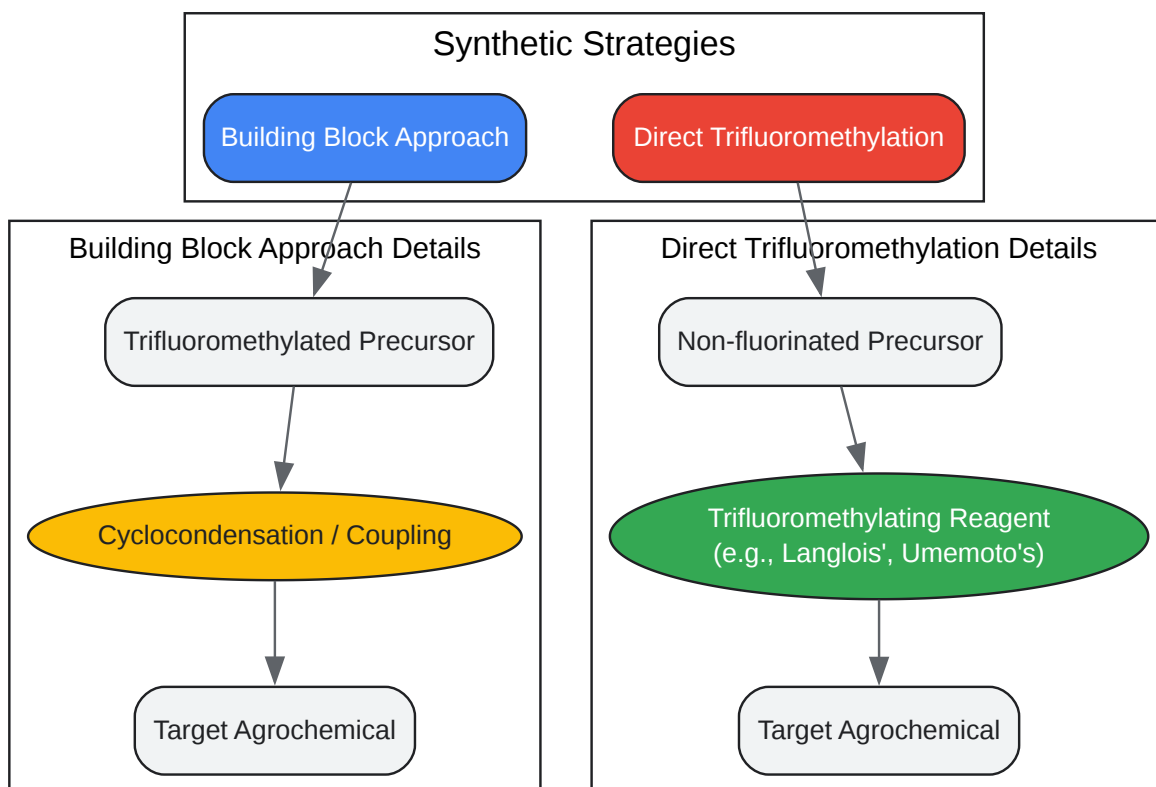 Synthetic Strategies
Building Block Approach
Direct Trifluoromethylation
Building Block Approach Details
Trifluoromethylated Precursor
Cyclocondensation / Coupling
Target Agrochemical
Direct Trifluoromethylation Details
Non-fluorinated Precursor
Trifluoromethylating Reagent
(e.g., Langlois', Umemoto's)
Target Agrochemical